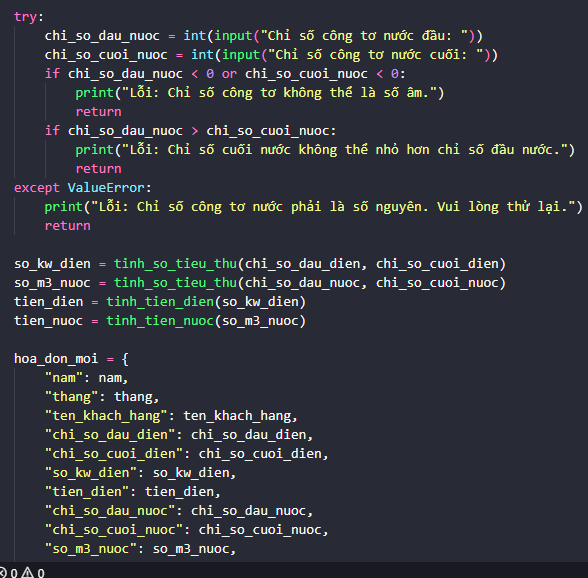 try:
    chi_so_dau_nuoc = int(input("Chỉ số công tơ nước đầu: "))
    chi_so_cuoi_nuoc = int(input("Chỉ số công tơ nước cuối: "))
    if chi_so_dau_nuoc < 0 or chi_so_cuoi_nuoc < 0:
        print("Lỗi: Chỉ số công tơ không thể là số âm.")
        return
    if chi_so_dau_nuoc > chi_so_cuoi_nuoc:
        print("Lỗi: Chỉ số cuối nước không thể nhỏ hơn chỉ số đầu nước.")
        return
except ValueError:
    print("Lỗi: Chỉ số công tơ nước phải là số nguyên. Vui lòng thử lại.")
    return

so_kw_dien = tinh_so_tieu_thu(chi_so_dau_dien, chi_so_cuoi_dien)
so_m3_nuoc = tinh_so_tieu_thu(chi_so_dau_nuoc, chi_so_cuoi_nuoc)
tien_dien = tinh_tien_dien(so_kw_dien)
tien_nuoc = tinh_tien_nuoc(so_m3_nuoc)

hoa_don_moi = {
    "nam": nam,
    "thang": thang,
    "ten_khach_hang": ten_khach_hang,
    "chi_so_dau_dien": chi_so_dau_dien,
    "chi_so_cuoi_dien": chi_so_cuoi_dien,
    "so_kw_dien": so_kw_dien,
    "tien_dien": tien_dien,
    "chi_so_dau_nuoc": chi_so_dau_nuoc,
    "chi_so_cuoi_nuoc": chi_so_cuoi_nuoc,
    "so_m3_nuoc": so_m3_nuoc,
0 0